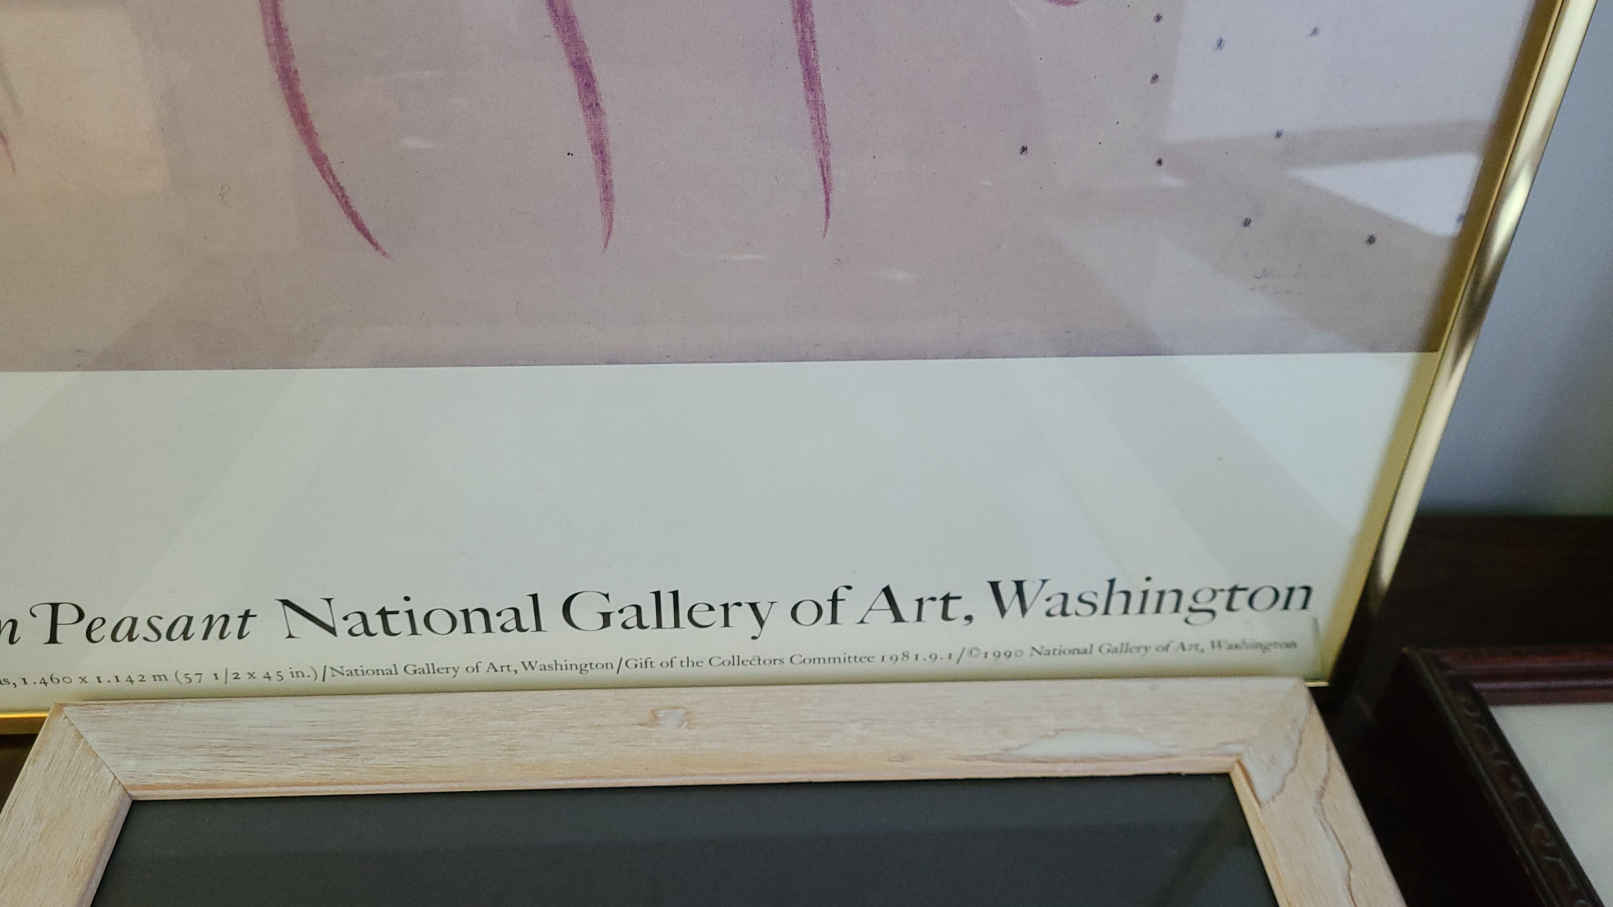 n Peasant National Gallery of Art, Washington
s, 1.460 x 1.142 m (57 1/2 x 45 in.)/National Gallery of Art, Washington/Gift of the Collectors Committee 1981.9.1/©1990 National Gallery of Art, Washington